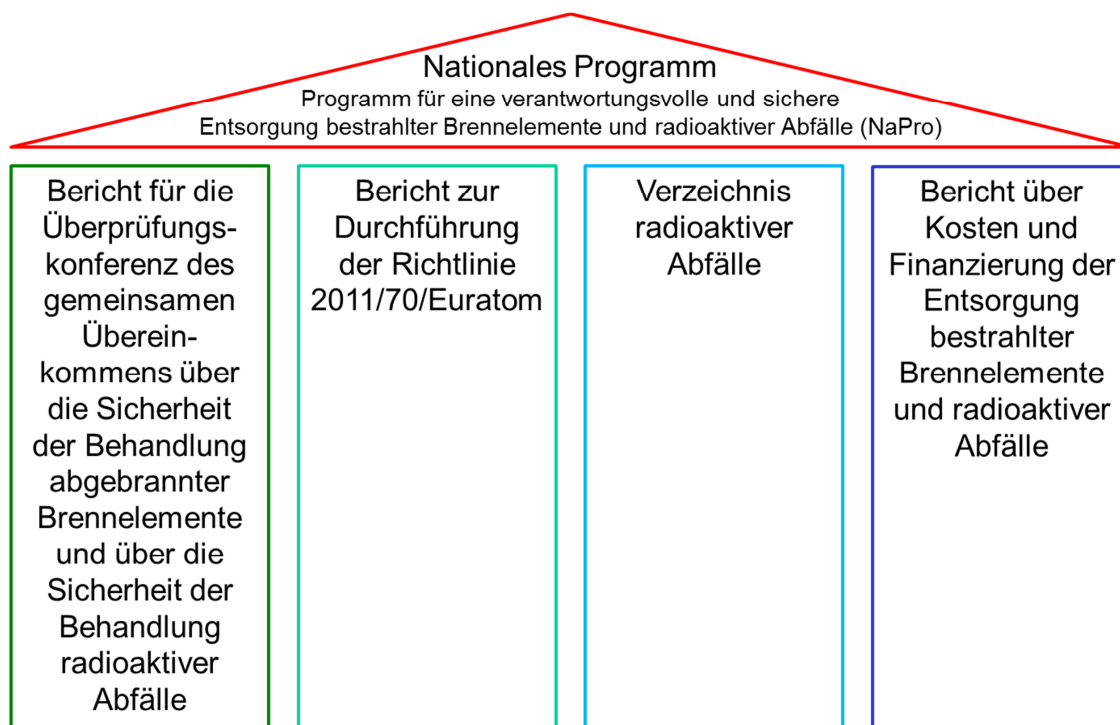 Nationales Programm
Programm für eine verantwortungsvolle und sichere
Entsorgung bestrahlter Brennelemente und radioaktiver Abfälle (NaPro)
Bericht für die
Überprüfungs-
konferenz des
gemeinsamen
Überein-
kommens über
die Sicherheit
der Behandlung
abgebrannter
Brennelemente
und über die
Sicherheit der
Behandlung
radioaktiver
Abfälle
Bericht zur
Durchführung
der Richtlinie
2011/70/Euratom
Verzeichnis
radioaktiver
Abfälle
Bericht über
Kosten und
Finanzierung der
Entsorgung
bestrahlter
Brennelemente
und radioaktiver
Abfälle